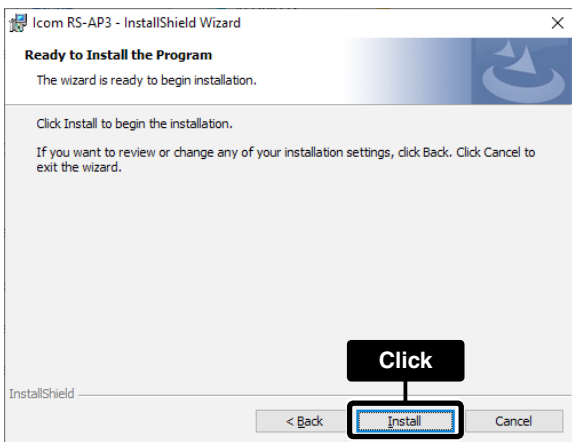 Icom RS-AP3 - InstallShield Wizard
Ready to Install the Program
The wizard is ready to begin installation.
Click Install to begin the installation.
If you want to review or change any of your installation settings, click Back. Click Cancel to
exit the wizard.
Click
InstallShield
< Back Install Cancel